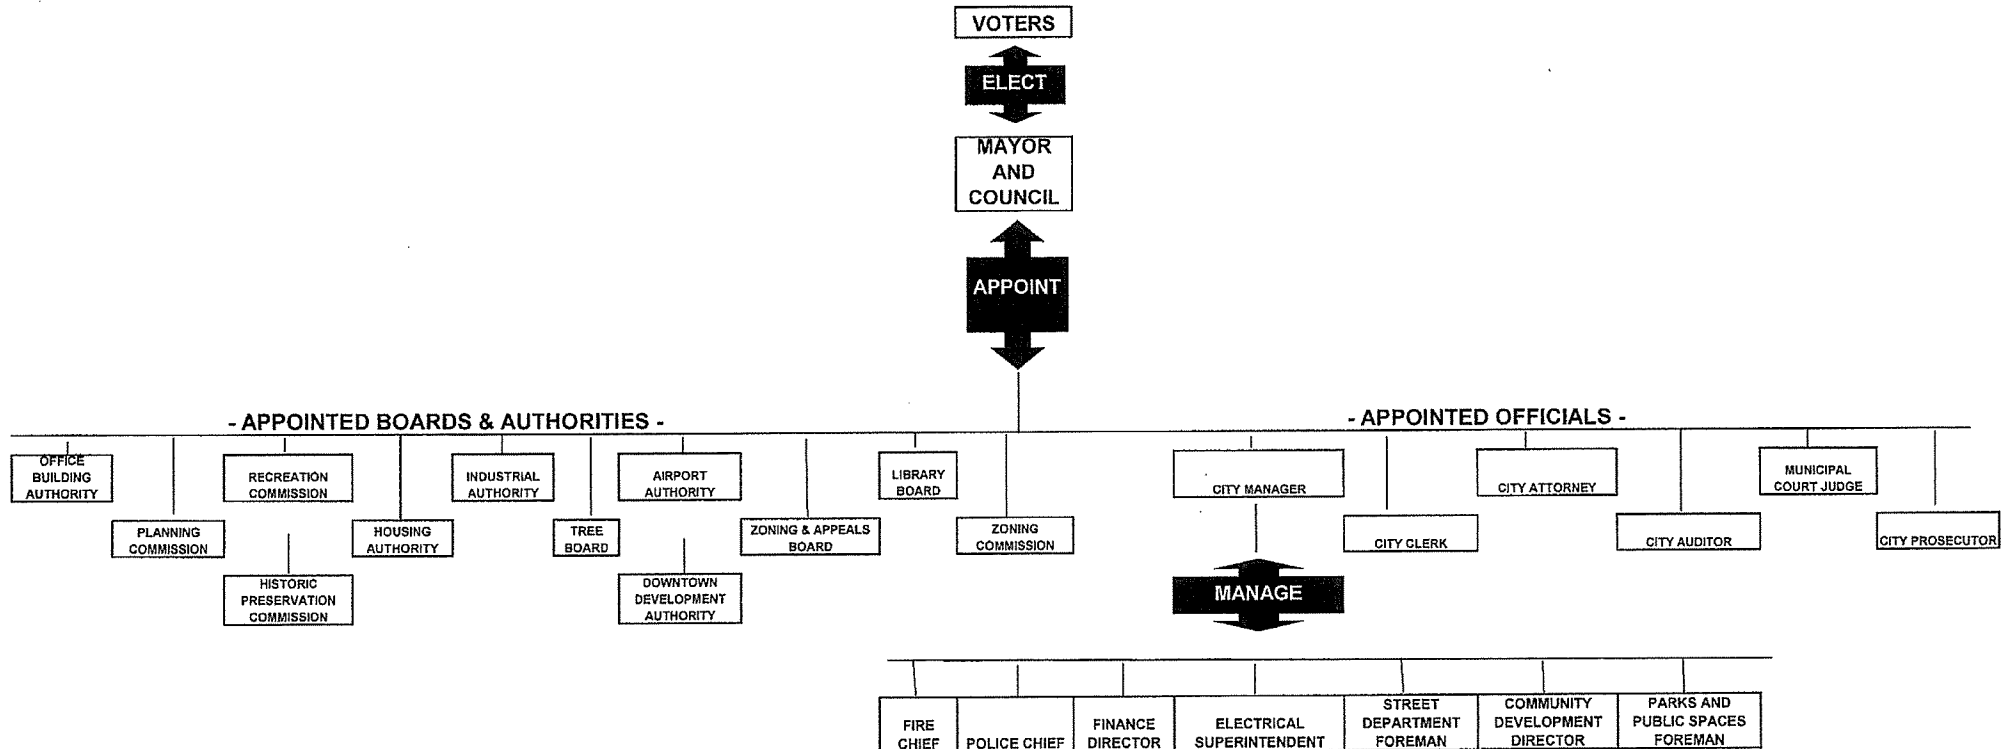 VOTERS
ELECT
MAYOR
AND
COUNCIL
APPOINT
- APPOINTED BOARDS & AUTHORITIES -
- APPOINTED OFFICIALS -
OFFICE
BUILDING
AUTHORITY
RECREATION
COMMISSION
INDUSTRIAL
AUTHORITY
AIRPORT
AUTHORITY
LIBRARY
BOARD
CITY MANAGER
CITY ATTORNEY
MUNICIPAL
COURT JUDGE
PLANNING
COMMISSION
HOUSING
AUTHORITY
TREE
BOARD
ZONING & APPEALS
BOARD
ZONING
COMMISSION
CITY CLERK
CITY AUDITOR
CITY PROSECUTOR
HISTORIC
PRESERVATION
COMMISSION
DOWNTOWN
DEVELOPMENT
AUTHORITY
MANAGE
FIRE
CHIEF
POLICE CHIEF
FINANCE
DIRECTOR
ELECTRICAL
SUPERINTENDENT
STREET
DEPARTMENT
FOREMAN
COMMUNITY
DEVELOPMENT
DIRECTOR
PARKS AND
PUBLIC SPACES
FOREMAN